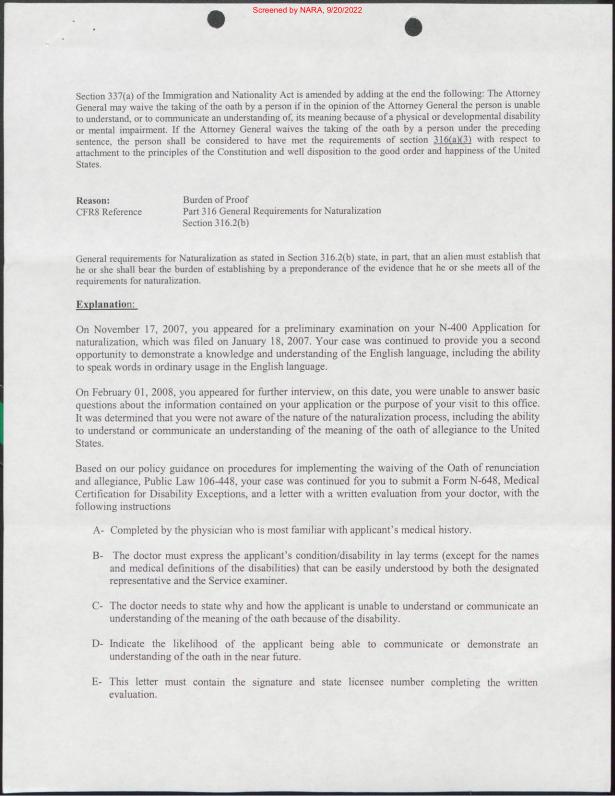 Screened by NARA, 9/20/2022
Section 337(a) of the Immigration and Nationality Act is amended by adding at the end the following: The Attorney
General may waive the taking of the oath by a person if in the opinion of the Attorney General the person is unable
to understand, or to communicate an understanding of, its meaning because of a physical or developmental disability
or mental impairment. If the Attorney General waives the taking of the oath by a person under the preceding
sentence, the person shall be considered to have met the requirements of section 316(a)(3) with respect to
attachment to the principles of the Constitution and well disposition to the good order and happiness of the United
States.
Reason: Burden of Proof
CFR8 Reference Part 316 General Requirements for Naturalization
Section 316.2(b)
General requirements for Naturalization as stated in Section 316.2(b) state, in part, that an alien must establish that
he or she shall bear the burden of establishing by a preponderance of the evidence that he or she meets all of the
requirements for naturalization.
Explanation:
On November 17, 2007, you appeared for a preliminary examination on your N-400 Application for
naturalization, which was filed on January 18, 2007. Your case was continued to provide you a second
opportunity to demonstrate a knowledge and understanding of the English language, including the ability
to speak words in ordinary usage in the English language.
On February 01, 2008, you appeared for further interview, on this date, you were unable to answer basic
questions about the information contained on your application or the purpose of your visit to this office.
It was determined that you were not aware of the nature of the naturalization process, including the ability
to understand or communicate an understanding of the meaning of the oath of allegiance to the United
States.
Based on our policy guidance on procedures for implementing the waiving of the Oath of renunciation
and allegiance, Public Law 106-448, your case was continued for you to submit a Form N-648, Medical
Certification for Disability Exceptions, and a letter with a written evaluation from your doctor, with the
following instructions
A- Completed by the physician who is most familiar with applicant's medical history.
B- The doctor must express the applicant's condition/disability in lay terms (except for the names
and medical definitions of the disabilities) that can be easily understood by both the designated
representative and the Service examiner.
C- The doctor needs to state why and how the applicant is unable to understand or communicate an
understanding of the meaning of the oath because of the disability.
D- Indicate the likelihood of the applicant being able to communicate or demonstrate an
understanding of the oath in the near future.
E- This letter must contain the signature and state licensee number completing the written
evaluation.